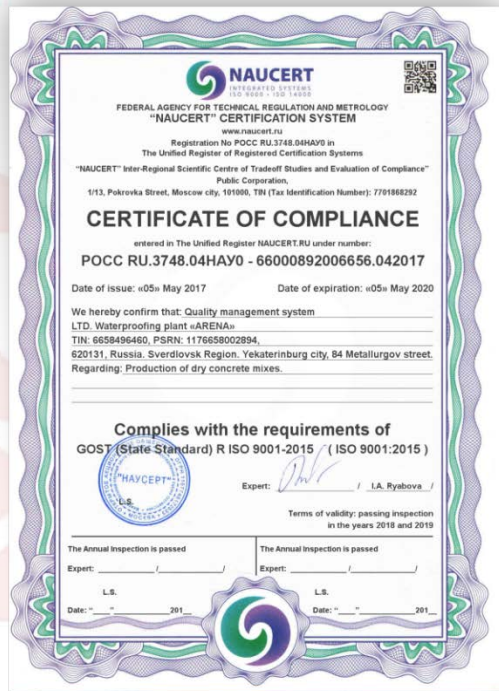 NAUCERT
INTEGRATED SYSTEMS
ISO 9000 - ISO 14000
FEDERAL AGENCY FOR TECHNICAL REGULATION AND METROLOGY
"NAUCERT" CERTIFICATION SYSTEM
www.naucert.ru
Registration No РОСС RU.3748.04НАУ0 in
The Unified Register of Registered Certification Systems
"NAUCERT" Inter-Regional Scientific Centre of Tradeoff Studies and Evaluation of Compliance"
Public Corporation,
1/13, Pokrovka Street, Moscow city, 101000, TIN (Tax Identification Number): 7701868292
CERTIFICATE OF COMPLIANCE
entered in The Unified Register NAUCERT.RU under number:
РОСС RU.3748.04НАУ0 - 66000892006656.042017
Date of issue: «05» May 2017 Date of expiration: «05» May 2020
We hereby confirm that: Quality management system
LTD. Waterproofing plant «ARENA»
TIN: 6658496460, PSRN: 1176658002894,
620131, Russia. Sverdlovsk Region. Yekaterinburg city, 84 Metallurgov street.
Regarding: Production of dry concrete mixes.
Complies with the requirements of
GOST (State Standard) R ISO 9001-2015 ( ISO 9001:2015 )
"НАУСЕРТ"
L.S.
Expert: / I.A. Ryabova /
Terms of validity: passing inspection
in the years 2018 and 2019
The Annual Inspection is passed
Expert: ____________/____________/
L.S.
Date: "___"____________201__
The Annual Inspection is passed
Expert: ____________/____________/
L.S.
Date: "___"____________201__